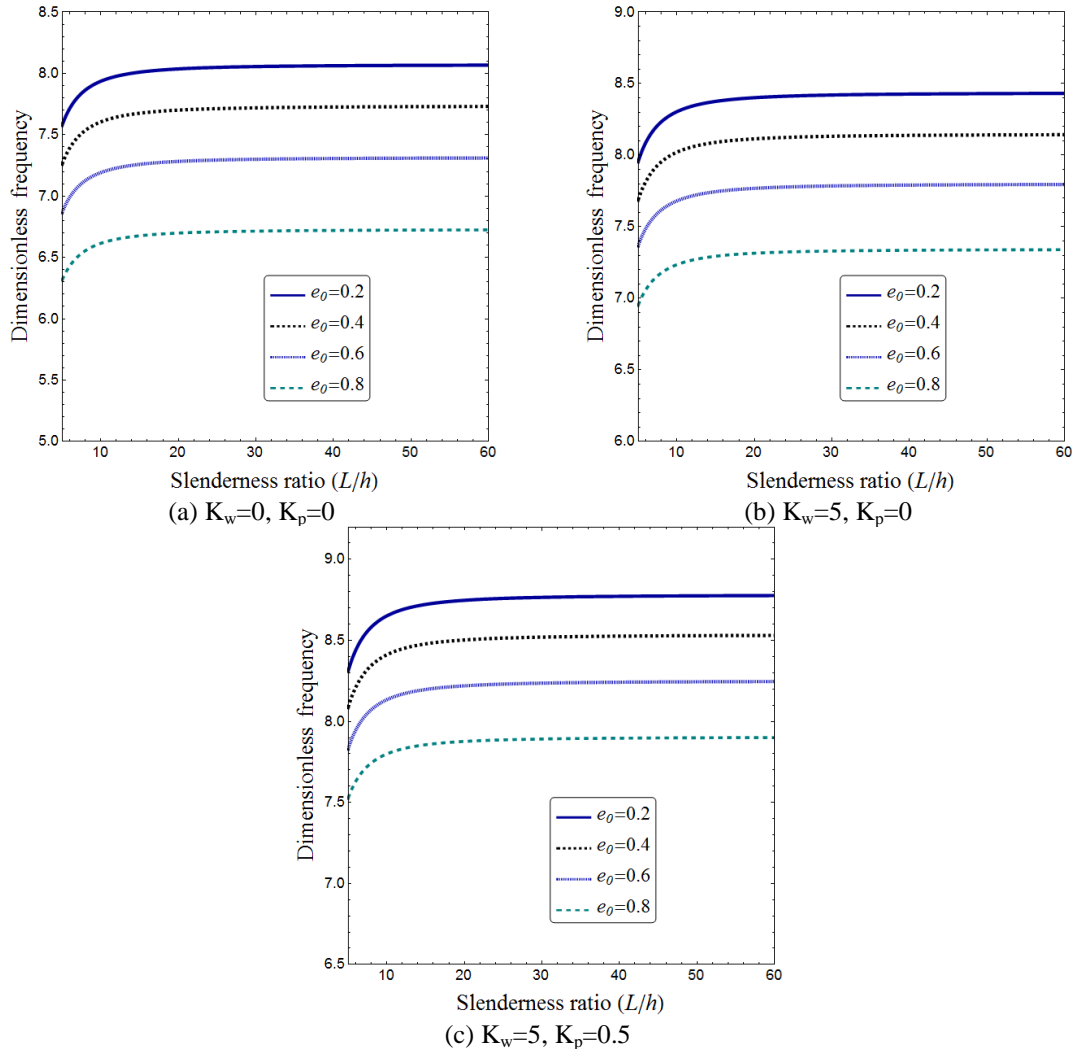 8.5
8.0
7.5
7.0
6.5
6.0
5.5
5.0
Dimensionless frequency
e0=0.2
e0=0.4
e0=0.6
e0=0.8
10 20 30 40 50 60
Slenderness ratio (L/h)
(a) Kw=0, Kp=0
9.0
8.5
8.0
7.5
7.0
6.5
6.0
Dimensionless frequency
e0=0.2
e0=0.4
e0=0.6
e0=0.8
10 20 30 40 50 60
Slenderness ratio (L/h)
(b) Kw=5, Kp=0
9.0
8.5
8.0
7.5
7.0
6.5
Dimensionless frequency
e0=0.2
e0=0.4
e0=0.6
e0=0.8
10 20 30 40 50 60
Slenderness ratio (L/h)
(c) Kw=5, Kp=0.5